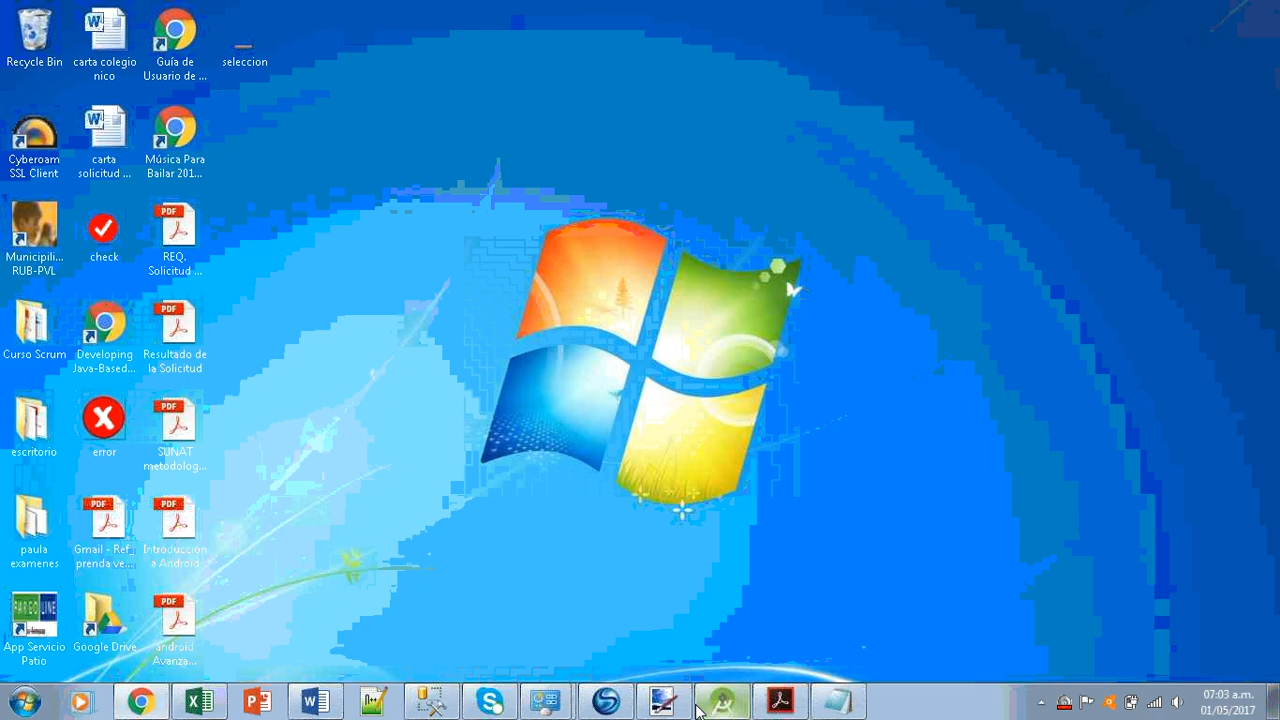 Recycle Bin
carta colegio
nico
Guía de
Usuario de ...
seleccion
Cyberoam
SSL Client
carta
solicitud ...
Música Para
Bailar 201...
Municipili...
RUB-PVL
check
PDF
REQ.
Solicitud ...
Curso Scrum
Developing
Java-Based...
PDF
Resultado de
la Solicitud
escritorio
error
PDF
SUNAT
metodolog...
paula
examenes
PDF
Gmail - Ref_
prenda ve...
PDF
Introducción
a Android
App Servicio
Patio
Google Drive
PDF
android
Avanza...
07:03 a.m.
01/05/2017